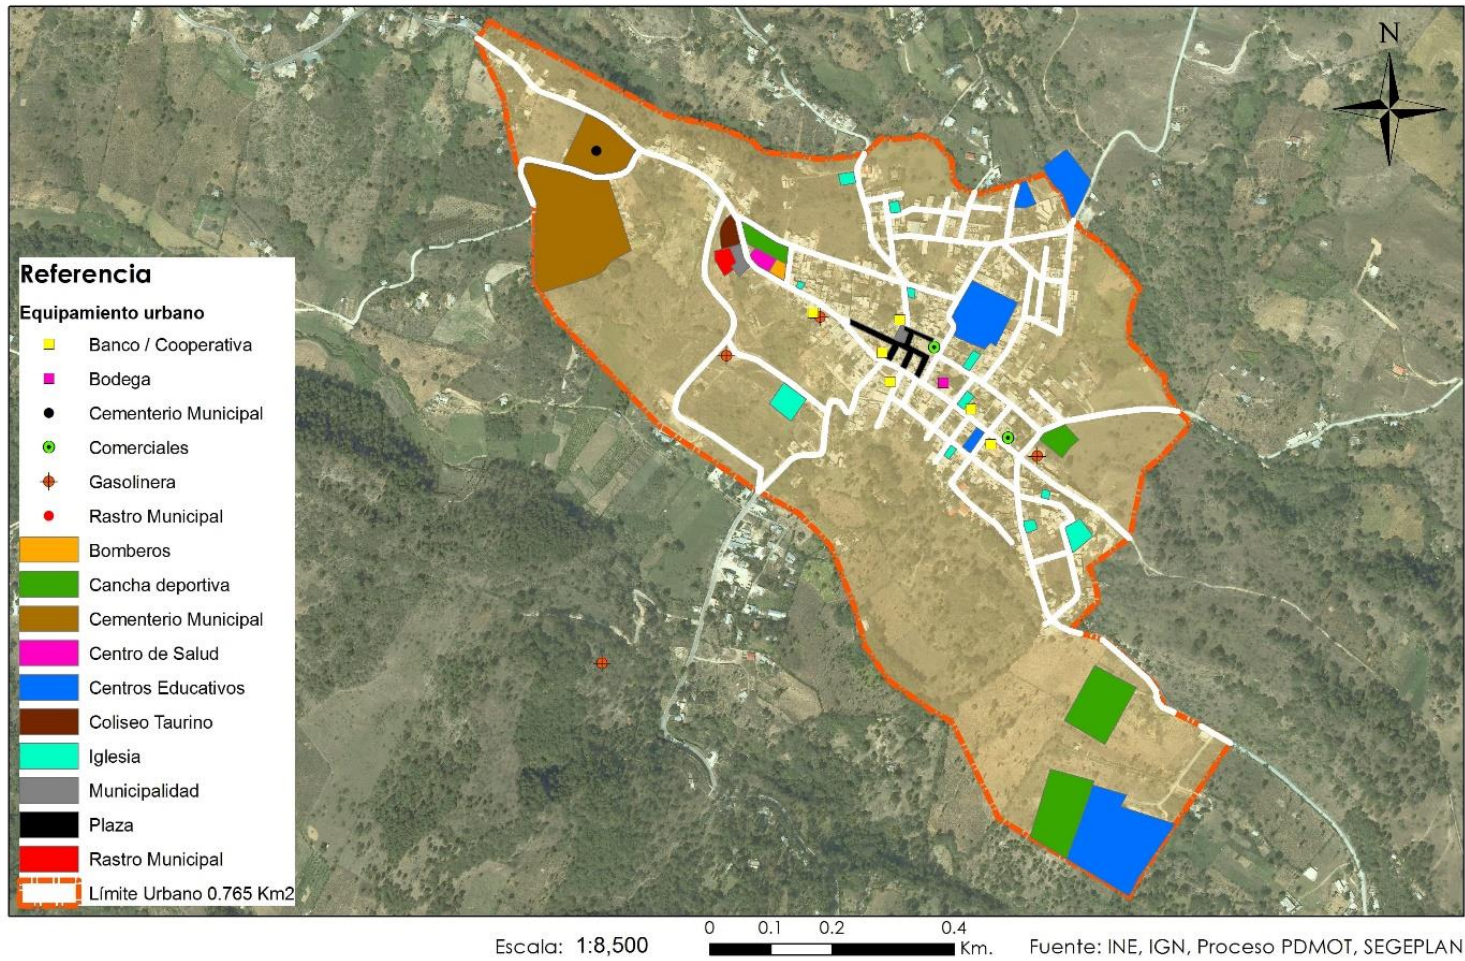 N
Referencia
Equipamiento urbano
Banco / Cooperativa
Bodega
Cementerio Municipal
Comerciales
Gasolinera
Rastro Municipal
Bomberos
Cancha deportiva
Cementerio Municipal
Centro de Salud
Centros Educativos
Coliseo Taurino
Iglesia
Municipalidad
Plaza
Rastro Municipal
Límite Urbano 0.765 Km2
Escala: 1:8,500
0 0.1 0.2 0.4
Km.
Fuente: INE, IGN, Proceso PDMOT, SEGEPLAN